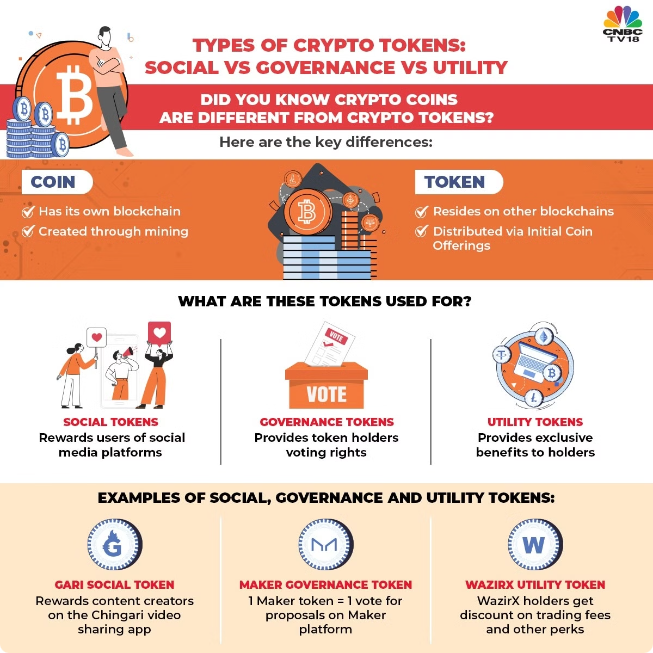 CNBC
TV18
TYPES OF CRYPTO TOKENS:
SOCIAL VS GOVERNANCE VS UTILITY
DID YOU KNOW CRYPTO COINS
ARE DIFFERENT FROM CRYPTO TOKENS?
Here are the key differences:
COIN
Has its own blockchain
Created through mining
TOKEN
Resides on other blockchains
Distributed via Initial Coin
Offerings
WHAT ARE THESE TOKENS USED FOR?
SOCIAL TOKENS
Rewards users of social
media platforms
VOTE
VOTE
GOVERNANCE TOKENS
Provides token holders
voting rights
UTILITY TOKENS
Provides exclusive
benefits to holders
EXAMPLES OF SOCIAL, GOVERNANCE AND UTILITY TOKENS:
GARI SOCIAL TOKEN
Rewards content creators
on the Chingari video
sharing app
MAKER GOVERNANCE TOKEN
1 Maker token = 1 vote for
proposals on Maker
platform
W
WAZIRX UTILITY TOKEN
WazirX holders get
discount on trading fees
and other perks